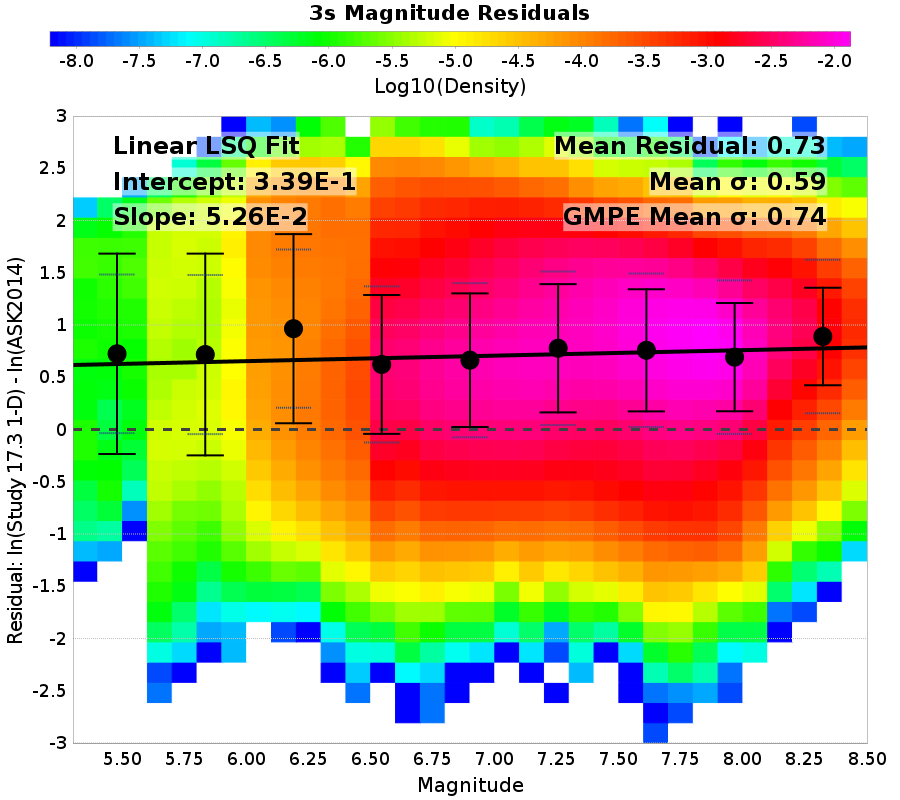 3s Magnitude Residuals
-8.0 -7.5 -7.0 -6.5 -6.0 -5.5 -5.0 -4.5 -4.0 -3.5 -3.0 -2.5 -2.0
Log10(Density)
Linear LSQ Fit
Intercept: 3.39E-1
Slope: 5.26E-2
Mean Residual: 0.73
Mean σ: 0.59
GMPE Mean σ: 0.74
Residual: ln(Study 17.3 1-D) - ln(ASK2014)
3
2.5
2
1.5
1
0.5
0
-0.5
-1
-1.5
-2
-2.5
-3
5.50 5.75 6.00 6.25 6.50 6.75 7.00 7.25 7.50 7.75 8.00 8.25 8.50
Magnitude